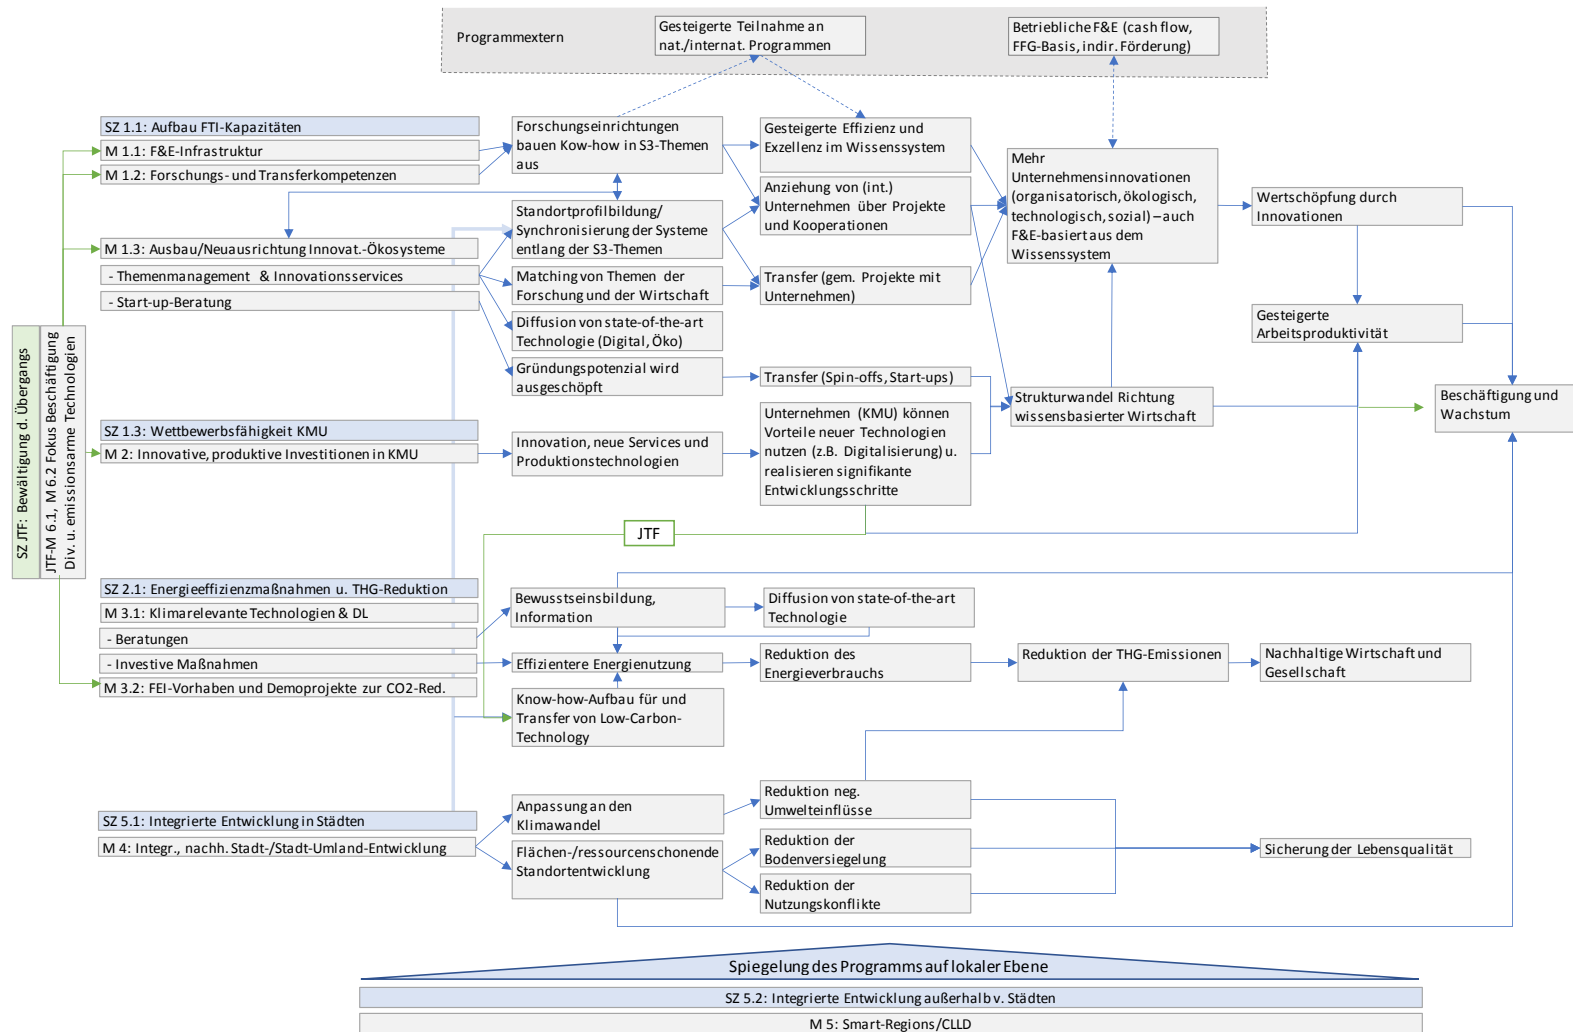 Programmextern
Gesteigerte Teilnahme an
nat./internat. Programmen
Betriebliche F&E (cash flow,
FFG-Basis, indir. Förderung)
SZ 1.1: Aufbau FTI-Kapazitäten
M 1.1: F&E-Infrastruktur
M 1.2: Forschungs- und Transferkompetenzen
M 1.3: Ausbau/Neuausrichtung Innovat.-Ökosysteme
- Themenmanagement & Innovationsservices
- Start-up-Beratung
SZ JTF: Bewältigung d. Übergangs
JTF-M 6.1, M 6.2 Fokus Beschäftigung
Div. u. emissionsarme Technologien
SZ 1.3: Wettbewerbsfähigkeit KMU
M 2: Innovative, produktive Investitionen in KMU
SZ 2.1: Energieeffizienzmaßnahmen u. THG-Reduktion
M 3.1: Klimarelevante Technologien & DL
- Beratungen
- Investive Maßnahmen
M 3.2: FEI-Vorhaben und Demoprojekte zur CO2-Red.
SZ 5.1: Integrierte Entwicklung in Städten
M 4: Integr., nachh. Stadt-/Stadt-Umland-Entwicklung
Forschungseinrichtungen
bauen Kow-how in S3-Themen
aus
Standortprofilbildung/
Synchronisierung der Systeme
entlang der S3-Themen
Matching von Themen der
Forschung und der Wirtschaft
Diffusion von state-of-the-art
Technologie (Digital, Öko)
Gründungspotenzial wird
ausgeschöpft
Innovation, neue Services und
Produktionstechnologien
JTF
Bewusstseinsbildung,
Information
Effizientere Energienutzung
Know-how-Aufbau für und
Transfer von Low-Carbon-
Technology
Anpassung an den
Klimawandel
Flächen-/ressourcenschonende
Standortentwicklung
Gesteigerte Effizienz und
Exzellenz im Wissenssystem
Anziehung von (int.)
Unternehmen über Projekte
und Kooperationen
Transfer (gem. Projekte mit
Unternehmen)
Transfer (Spin-offs, Start-ups)
Unternehmen (KMU) können
Vorteile neuer Technologien
nutzen (z.B. Digitalisierung) u.
realisieren signifikante
Entwicklungsschritte
Diffusion von state-of-the-art
Technologie
Reduktion des
Energieverbrauchs
Reduktion neg.
Umwelteinflüsse
Reduktion der
Bodenversiegelung
Reduktion der
Nutzungskonflikte
Mehr
Unternehmensinnovationen
(organisatorisch, ökologisch,
technologisch, sozial) – auch
F&E-basiert aus dem
Wissenssystem
Strukturwandel Richtung
wissensbasierter Wirtschaft
Reduktion der THG-Emissionen
Wertschöpfung durch
Innovationen
Gesteigerte
Arbeitsproduktivität
Beschäftigung und
Wachstum
Nachhaltige Wirtschaft und
Gesellschaft
Sicherung der Lebensqualität
Spiegelung des Programms auf lokaler Ebene
SZ 5.2: Integrierte Entwicklung außerhalb v. Städten
M 5: Smart-Regions/CLLD